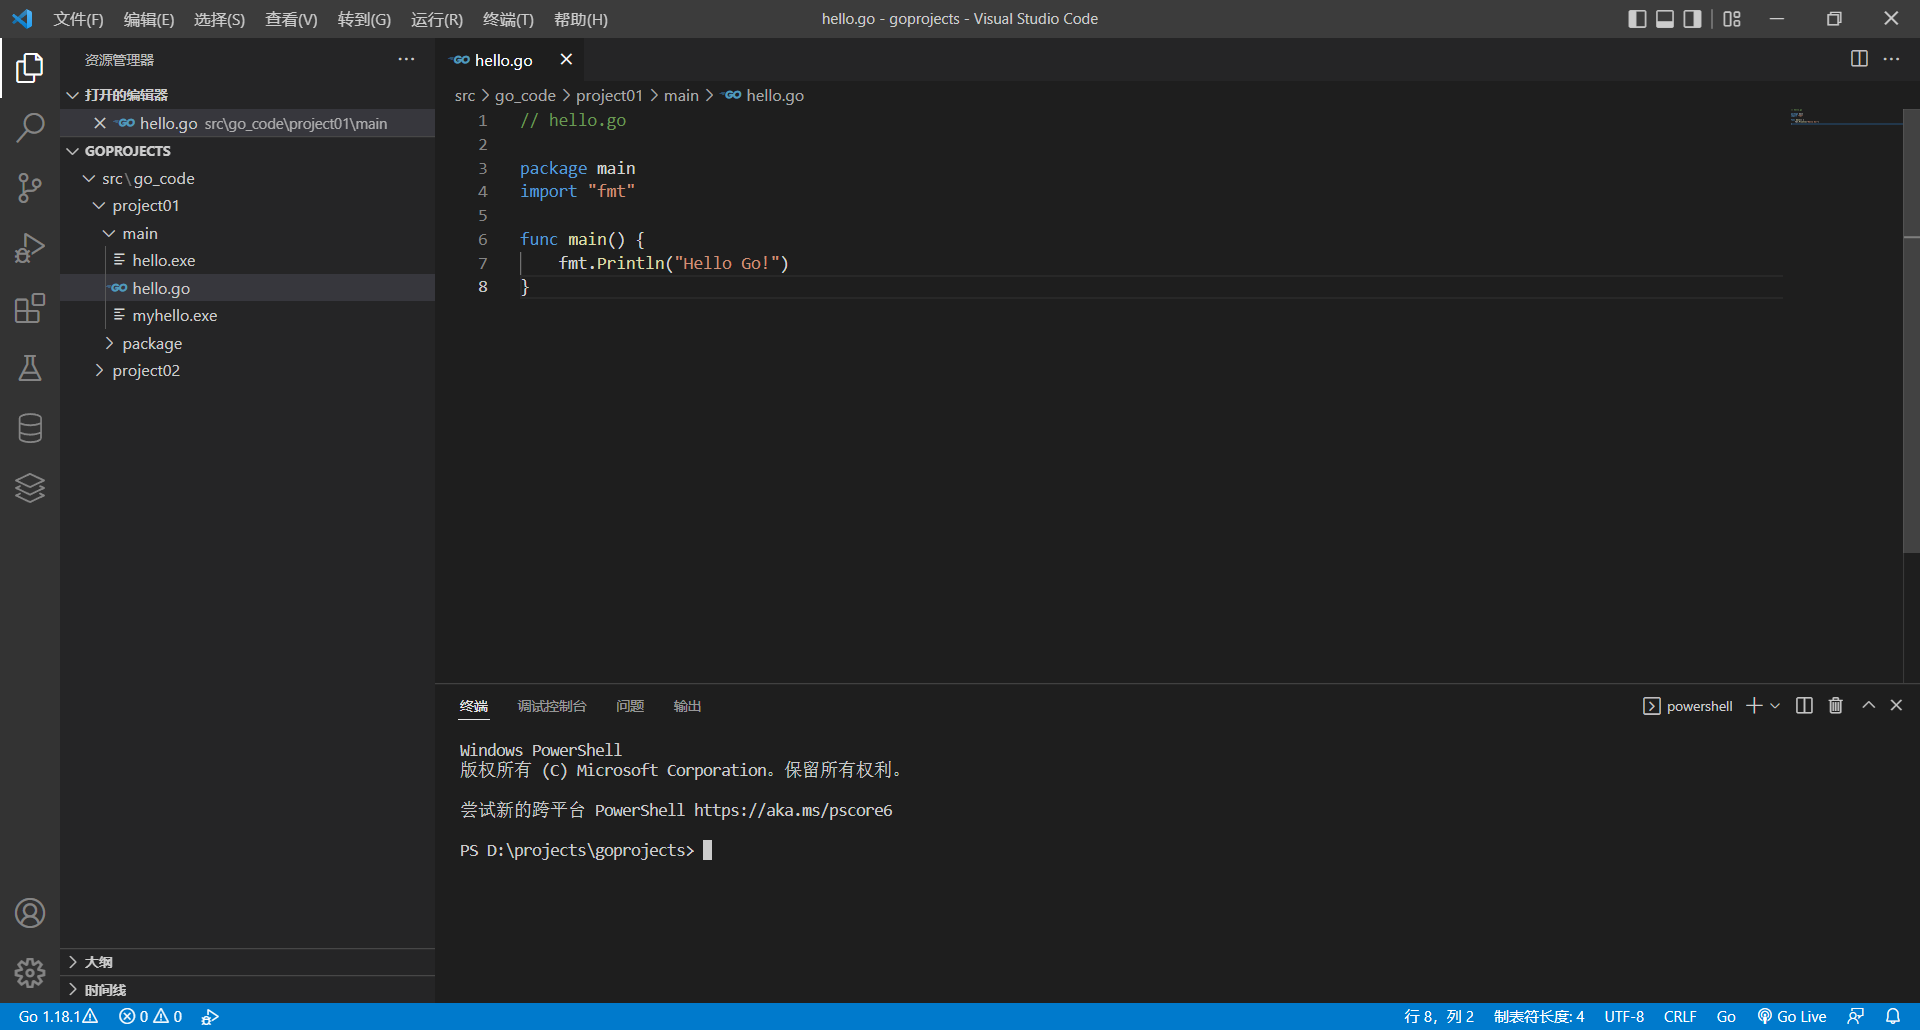 文件(F) 编辑(E) 选择(S) 查看(V) 转到(G) 运行(R) 终端(T) 帮助(H) hello.go - goprojects - Visual Studio Code
资源管理器
打开的编辑器
GO hello.go src\go_code\project01\main
GOPROJECTS
src\go_code
project01
main
hello.exe
GO hello.go
myhello.exe
package
project02
大纲
时间线
GO hello.go
src > go_code > project01 > main > GO hello.go
1 // hello.go
2
3 package main
4 import "fmt"
5
6 func main() {
7 fmt.Println("Hello Go!")
8 }
终端 调试控制台 问题 输出 powershell
Windows PowerShell
版权所有 (C) Microsoft Corporation。保留所有权利。
尝试新的跨平台 PowerShell https://aka.ms/pscore6
PS D:\projects\goprojects>
Go 1.18.1 0 0 行 8，列 2 制表符长度: 4 UTF-8 CRLF Go Go Live